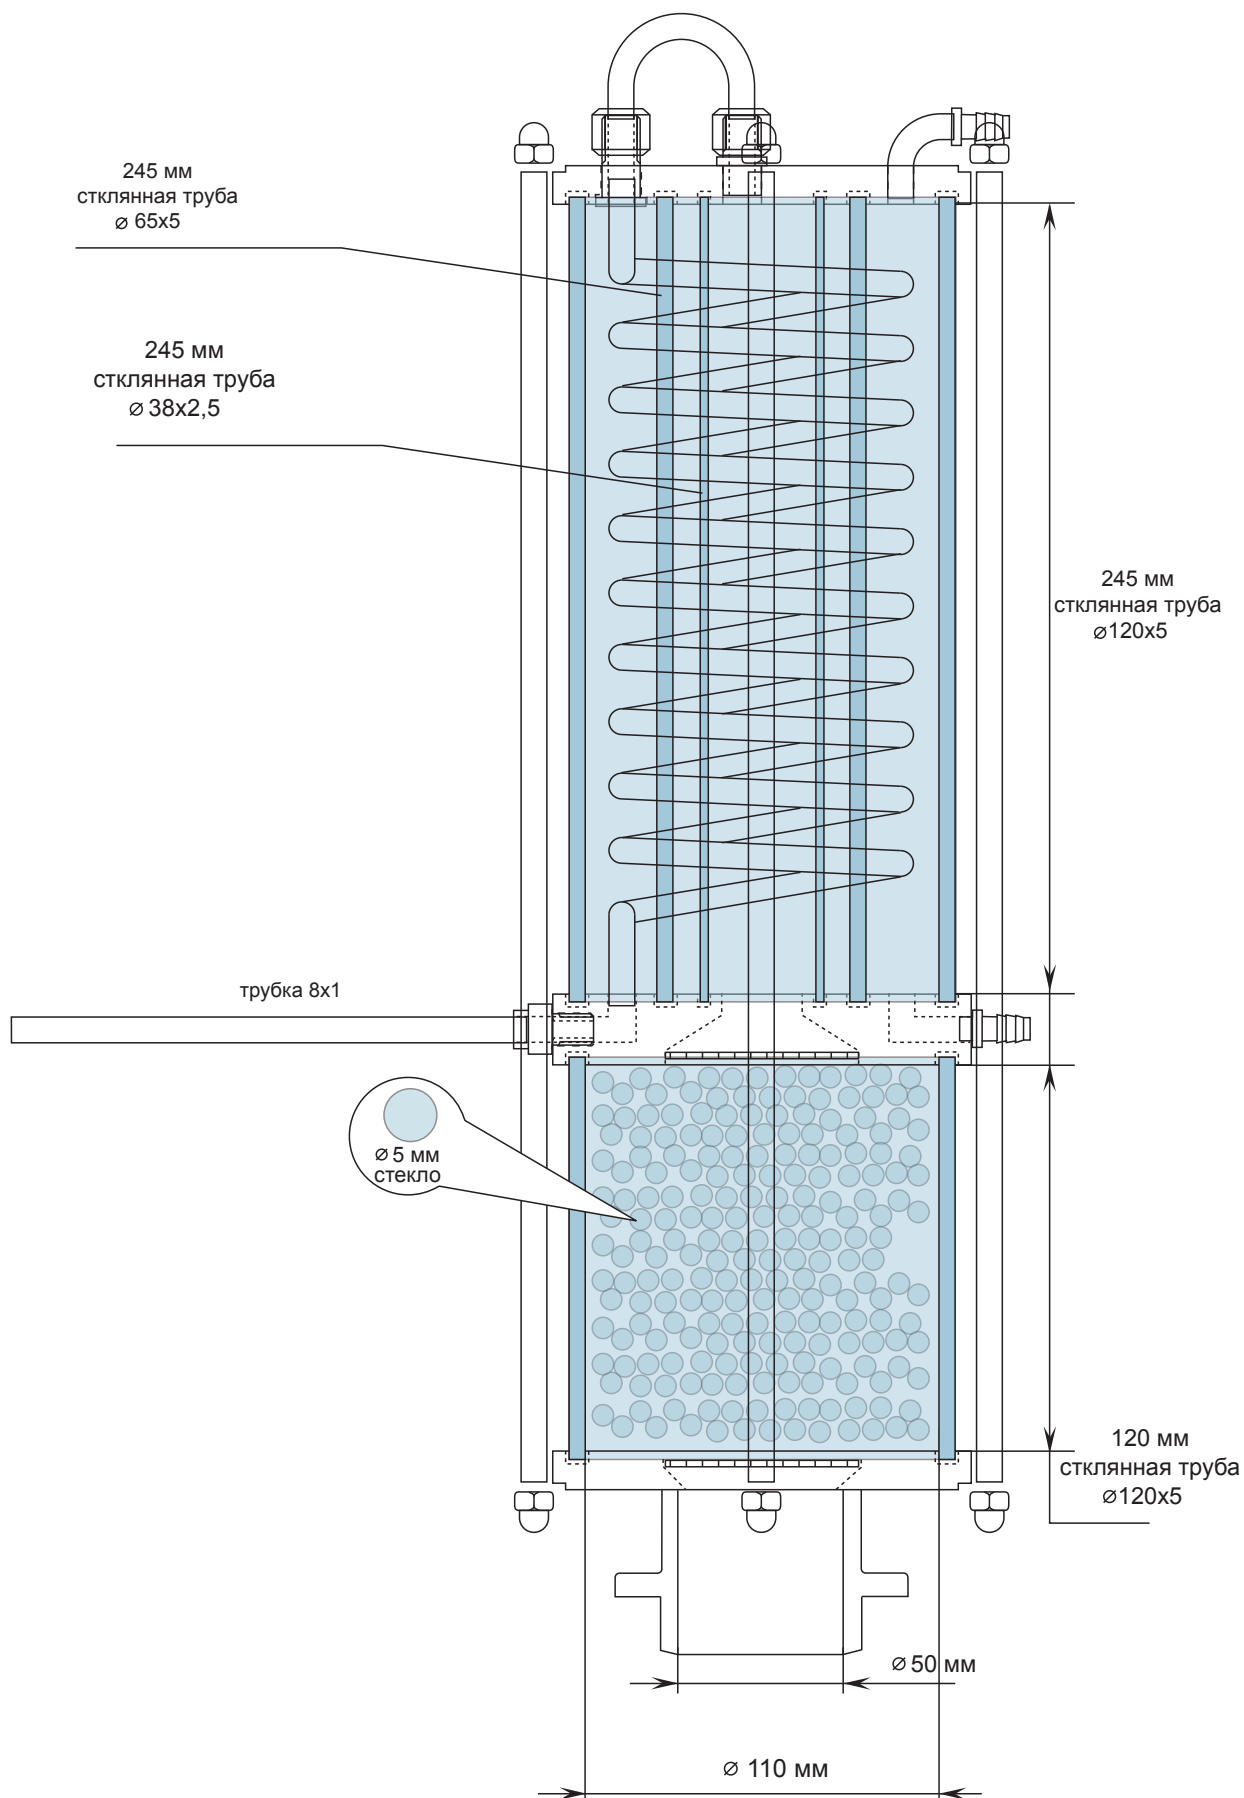 245 мм
стклянная труба
⌀ 65x5
245 мм
стклянная труба
⌀ 38x2,5
245 мм
стклянная труба
⌀120x5
трубка 8x1
⌀ 5 мм
стекло
120 мм
стклянная труба
⌀120x5
⌀ 50 мм
⌀ 110 мм